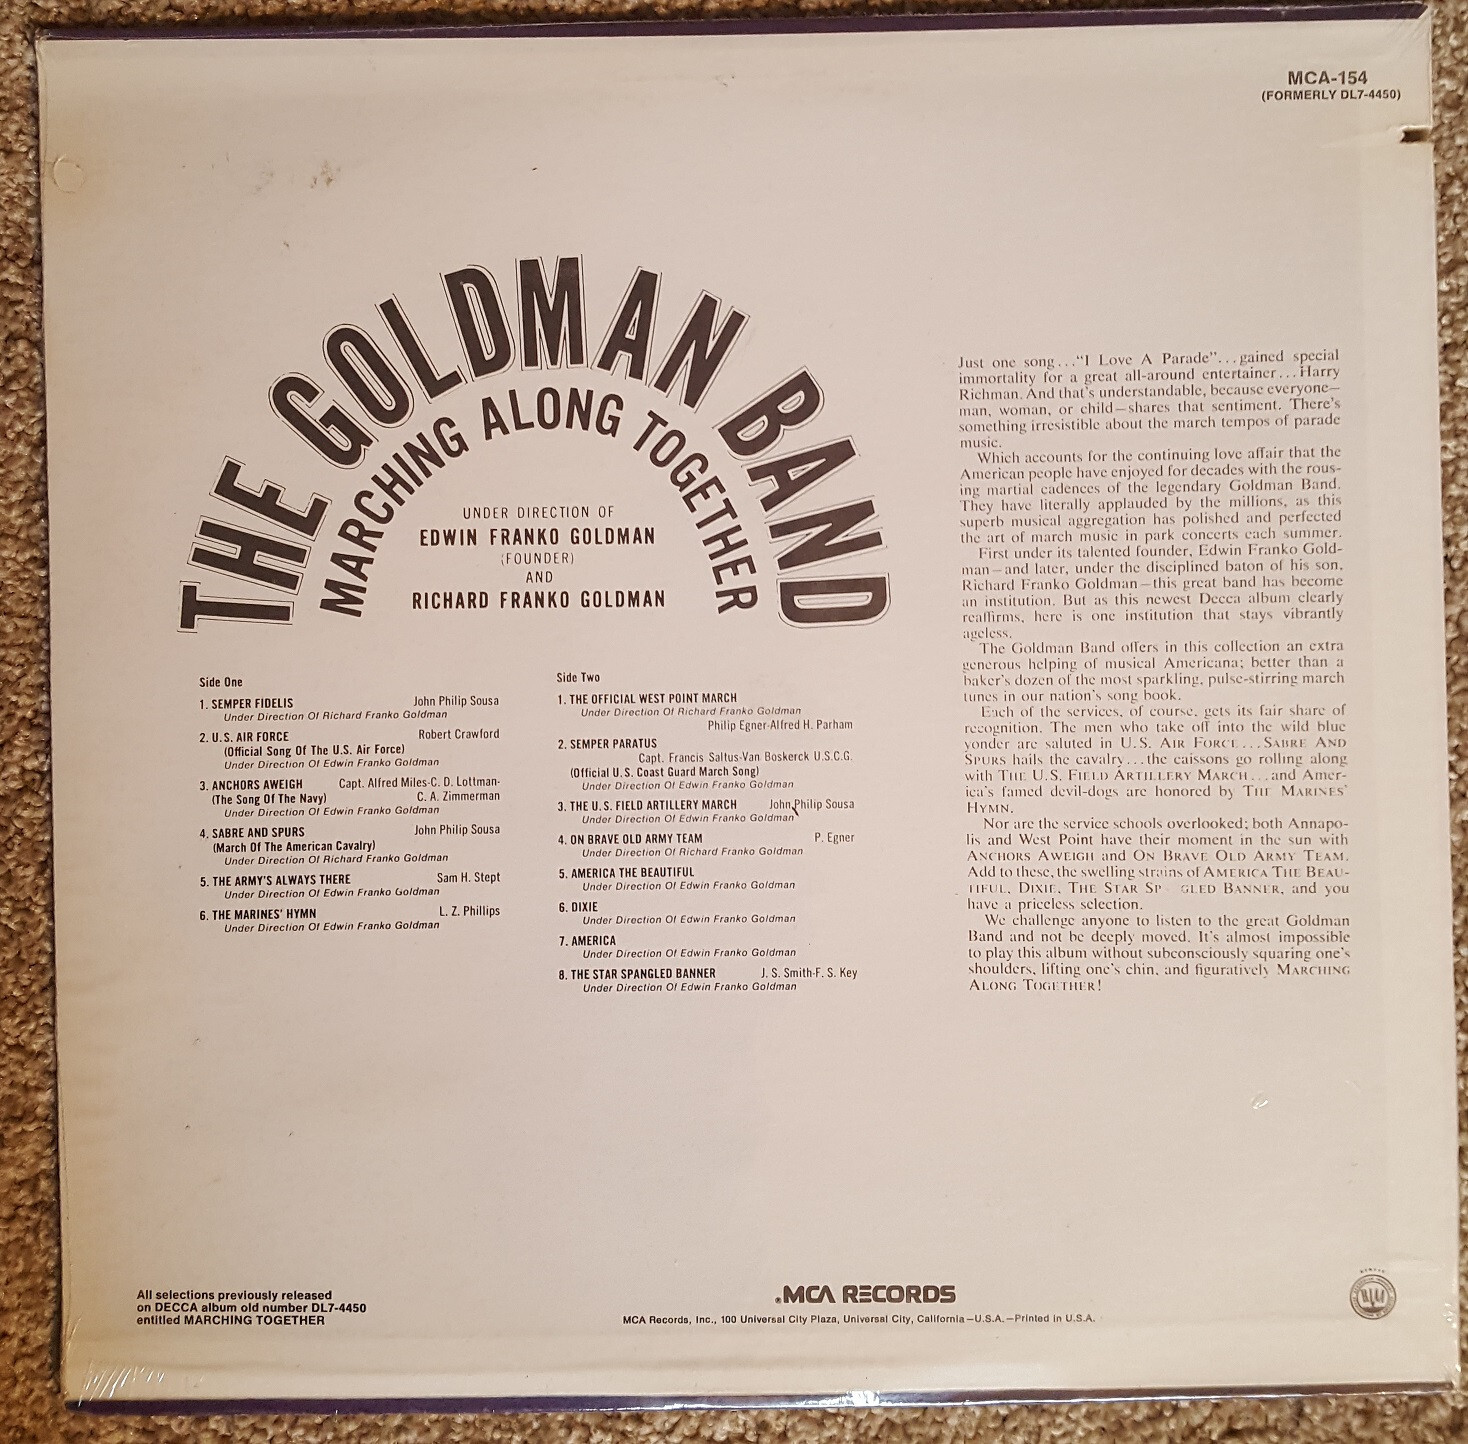 MCA-154
(FORMERLY DL7-4450)
THE GOLDMAN BAND
MARCHING ALONG TOGETHER
UNDER DIRECTION OF
EDWIN FRANKO GOLDMAN
(FOUNDER)
AND
RICHARD FRANKO GOLDMAN
Side One
1. SEMPER FIDELIS John Philip Sousa
Under Direction Of Richard Franko Goldman
2. U.S. AIR FORCE Robert Crawford
(Official Song Of The U.S. Air Force)
Under Direction Of Edwin Franko Goldman
3. ANCHORS AWEIGH Capt. Alfred Miles-C. D. Lottman-
(The Song Of The Navy) C. A. Zimmerman
Under Direction Of Edwin Franko Goldman
4. SABRE AND SPURS John Philip Sousa
(March Of The American Cavalry)
Under Direction Of Richard Franko Goldman
5. THE ARMY'S ALWAYS THERE Sam H. Stept
Under Direction Of Edwin Franko Goldman
6. THE MARINES' HYMN L. Z. Phillips
Under Direction Of Edwin Franko Goldman
Side Two
1. THE OFFICIAL WEST POINT MARCH
Under Direction Of Richard Franko Goldman
Philip Egner-Alfred H. Parham
2. SEMPER PARATUS
Capt. Francis Saltus-Van Boskerck U.S.C.G.
(Official U.S. Coast Guard March Song)
Under Direction Of Edwin Franko Goldman
3. THE U.S. FIELD ARTILLERY MARCH John Philip Sousa
Under Direction Of Edwin Franko Goldman
4. ON BRAVE OLD ARMY TEAM P. Egner
Under Direction Of Richard Franko Goldman
5. AMERICA THE BEAUTIFUL
Under Direction Of Edwin Franko Goldman
6. DIXIE
Under Direction Of Edwin Franko Goldman
7. AMERICA
Under Direction Of Edwin Franko Goldman
8. THE STAR SPANGLED BANNER J. S. Smith-F. S. Key
Under Direction Of Edwin Franko Goldman
Just one song..."I Love A Parade"...gained special
immortality for a great all-around entertainer...Harry
Richman. And that's understandable, because everyone—
man, woman, or child—shares that sentiment. There's
something irresistible about the march tempos of parade
music.
Which accounts for the continuing love affair that the
American people have enjoyed for decades with the rous-
ing martial cadences of the legendary Goldman Band.
They have literally applauded by the millions, as this
superb musical aggregation has polished and perfected
the art of march music in park concerts each summer.
First under its talented founder, Edwin Franko Gold-
man—and later, under the disciplined baton of his son,
Richard Franko Goldman—this great band has become
an institution. But as this newest Decca album clearly
reaffirms, here is one institution that stays vibrantly
ageless.
The Goldman Band offers in this collection an extra
generous helping of musical Americana; better than a
baker's dozen of the most sparkling, pulse-stirring march
tunes in our nation's song book.
Each of the services, of course, gets its fair share of
recognition. The men who take off into the wild blue
yonder are saluted in U.S. AIR FORCE...SABRE AND
SPURS hails the cavalry...the caissons go rolling along
with THE U.S. FIELD ARTILLERY MARCH...and Amer-
ica's famed devil-dogs are honored by THE MARINES'
HYMN.
Nor are the service schools overlooked; both Annapo-
lis and West Point have their moment in the sun with
ANCHORS AWEIGH and ON BRAVE OLD ARMY TEAM.
Add to these, the swelling strains of AMERICA THE BEAU-
TIFUL, DIXIE, THE STAR SP GLED BANNER, and you
have a priceless selection.
We challenge anyone to listen to the great Goldman
Band and not be deeply moved. It's almost impossible
to play this album without subconsciously squaring one's
shoulders, lifting one's chin, and figuratively MARCHING
ALONG TOGETHER!
All selections previously released
on DECCA album old number DL7-4450
entitled MARCHING TOGETHER
MCA RECORDS
MCA Records, Inc., 100 Universal City Plaza, Universal City, California—U.S.A.—Printed in U.S.A.